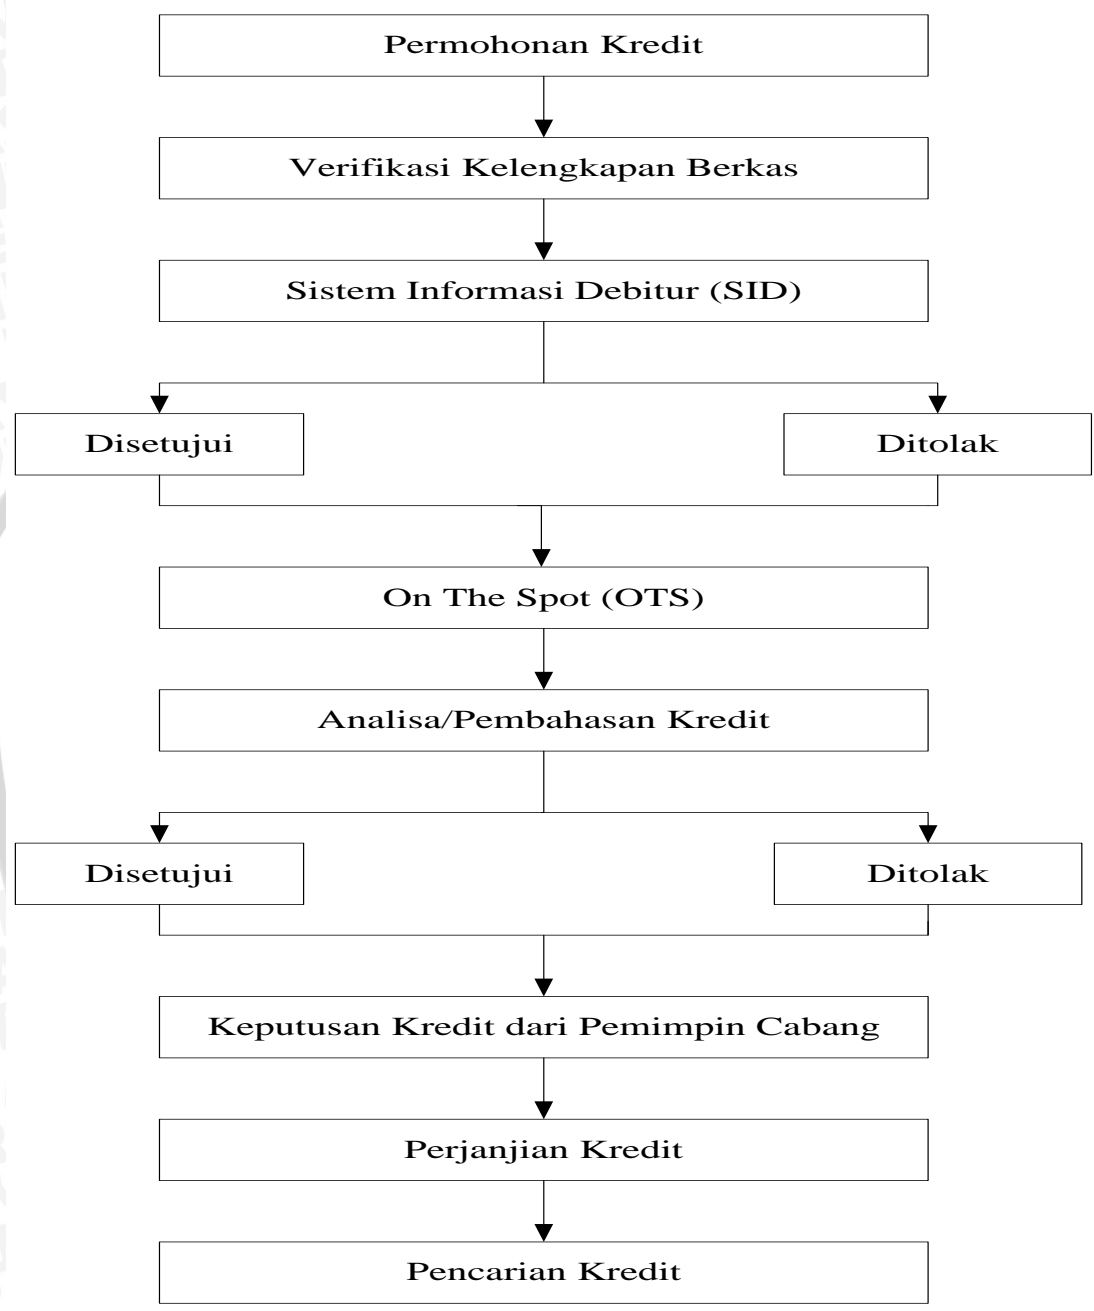 Permohonan Kredit
Verifikasi Kelengkapan Berkas
Sistem Informasi Debitur (SID)
Disetujui
Ditolak
On The Spot (OTS)
Analisa/Pembahasan Kredit
Disetujui
Ditolak
Keputusan Kredit dari Pemimpin Cabang
Perjanjian Kredit
Pencarian Kredit